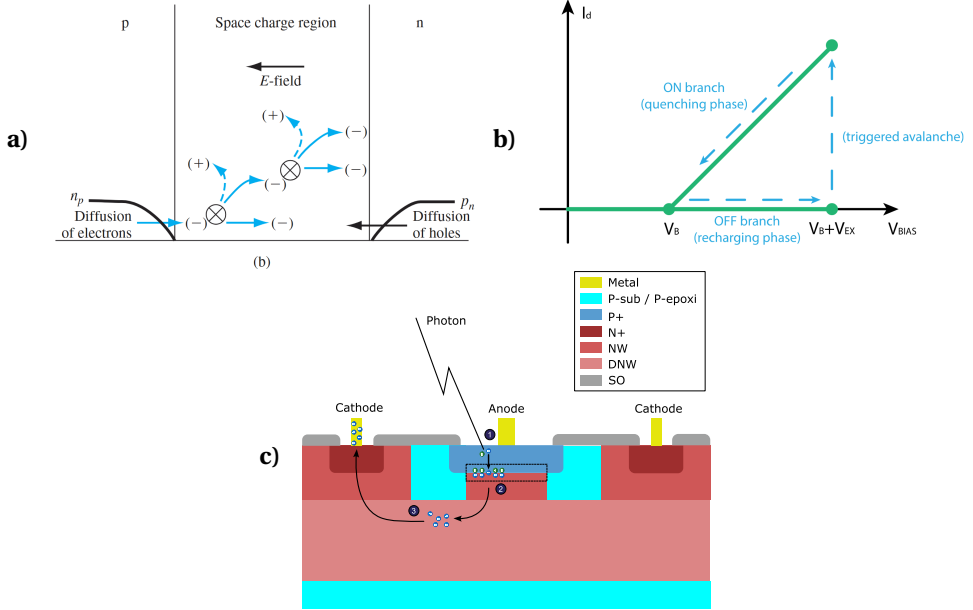 a)
p
Space charge region
n
E-field
(+)
(−)
(+)
(−)
(−)
(−)
n_p
Diffusion
of electrons
(−)
(−)
p_n
Diffusion
of holes
(b)
b)
I_d
ON branch
(quenching phase)
(triggered avalanche)
OFF branch
(recharging phase)
V_B
V_B+V_EX
V_BIAS
c)
Metal
P-sub / P-epoxi
P+
N+
NW
DNW
SO
Photon
Cathode
Anode
Cathode
1
2
3